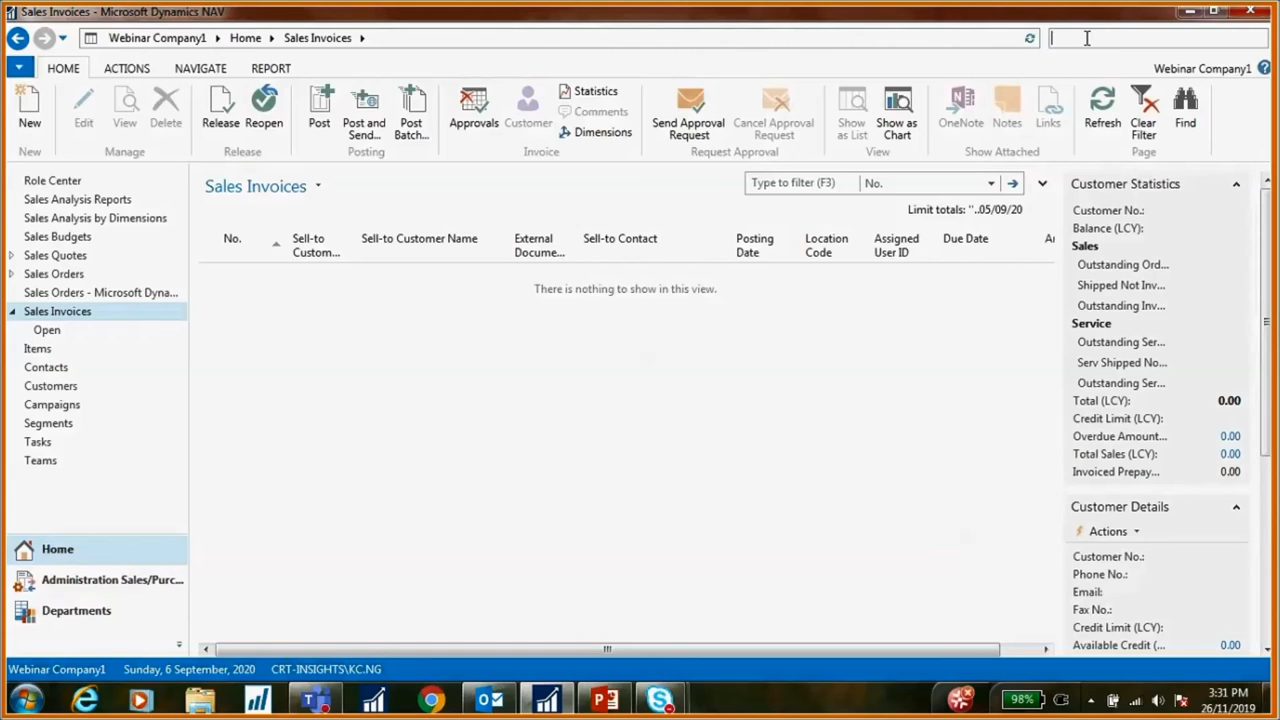 Sales Invoices - Microsoft Dynamics NAV
Webinar Company1 Home Sales Invoices
HOME ACTIONS NAVIGATE REPORT
Webinar Company1
New
Edit
View
Delete
Release
Reopen
Post
Post and
Send...
Post
Batch...
Approvals
Customer
Statistics
Comments
Dimensions
Send Approval
Request
Cancel Approval
Request
Show
as List
Show as
Chart
OneNote
Notes
Links
Refresh
Clear
Filter
Find
New
Manage
Release
Posting
Invoice
Request Approval
View
Show Attached
Page
Role Center
Sales Analysis Reports
Sales Analysis by Dimensions
Sales Budgets
Sales Quotes
Sales Orders
Sales Orders - Microsoft Dyna...
Sales Invoices
Open
Items
Contacts
Customers
Campaigns
Segments
Tasks
Teams
Home
Administration Sales/Purc...
Departments
Sales Invoices
Type to filter (F3)
No.
Limit totals: ''..05/09/20
No.
Sell-to
Custom...
Sell-to Customer Name
External
Docume...
Sell-to Contact
Posting
Date
Location
Code
Assigned
User ID
Due Date
Ar
There is nothing to show in this view.
Customer Statistics
Customer No.:
Balance (LCY):
Sales
Outstanding Ord...
Shipped Not Inv...
Outstanding Inv...
Service
Outstanding Ser...
Serv Shipped No...
Outstanding Ser...
Total (LCY): 0.00
Credit Limit (LCY):
Overdue Amount... 0.00
Total Sales (LCY): 0.00
Invoiced Prepay... 0.00
Customer Details
Actions
Customer No.:
Phone No.:
Email:
Fax No.:
Credit Limit (LCY):
Available Credit (... 0.00
Webinar Company1 Sunday, 6 September, 2020 CRT-INSIGHTS\KC.NG
98%
3:31 PM
26/11/2019